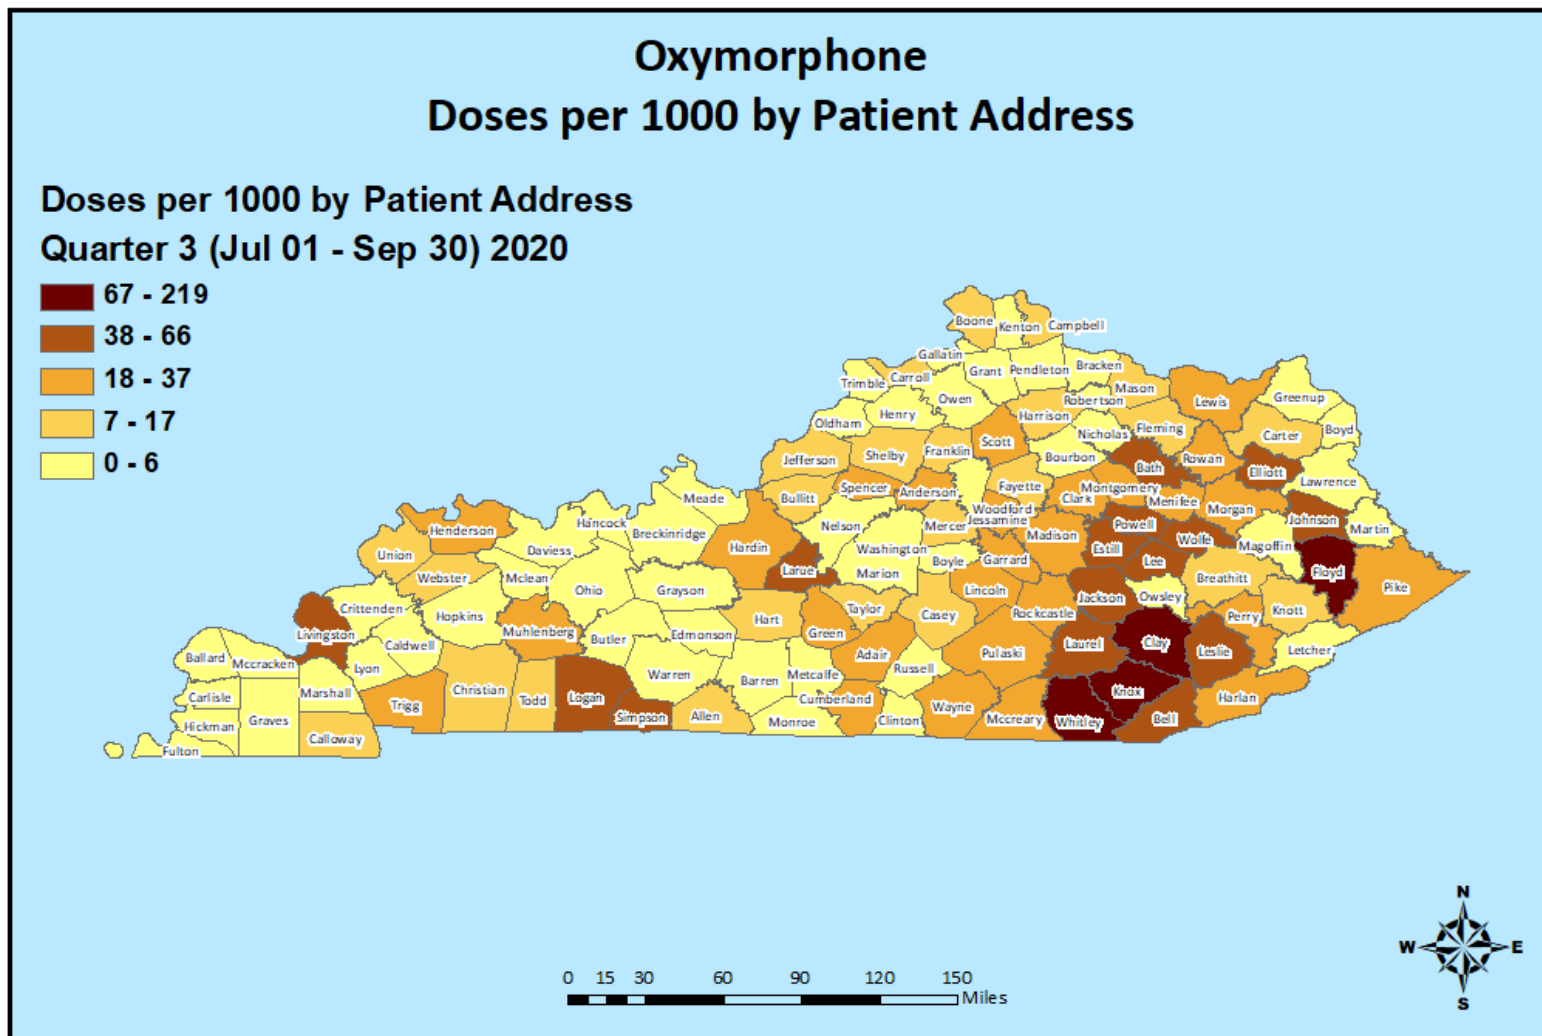 Oxymorphone
Doses per 1000 by Patient Address
Doses per 1000 by Patient Address
Quarter 3 (Jul 01 - Sep 30) 2020
67 - 219
38 - 66
18 - 37
7 - 17
0 - 6
Boone
Kenton
Campbell
Gallatin
Grant
Pendleton
Bracken
Trimble
Carroll
Owen
Robertson
Mason
Lewis
Greenup
Oldham
Henry
Harrison
Nicholas
Fleming
Carter
Boyd
Jefferson
Shelby
Franklin
Scott
Bourbon
Bath
Rowan
Elliott
Lawrence
Bullitt
Spencer
Anderson
Woodford
Fayette
Clark
Montgomery
Menifee
Morgan
Johnson
Martin
Meade
Hancock
Breckinridge
Nelson
Mercer
Jessamine
Madison
Powell
Wolfe
Magoffin
Henderson
Daviess
Hardin
Washington
Boyle
Garrard
Estill
Lee
Breathitt
Floyd
Pike
Union
Webster
Mclean
Ohio
Grayson
Larue
Marion
Lincoln
Rockcastle
Jackson
Owsley
Perry
Knott
Crittenden
Hopkins
Muhlenberg
Butler
Edmonson
Hart
Green
Taylor
Casey
Pulaski
Laurel
Clay
Leslie
Letcher
Livingston
Caldwell
Lyon
Warren
Barren
Metcalfe
Adair
Russell
Knox
Harlan
Ballard
Mccracken
Marshall
Trigg
Christian
Todd
Logan
Simpson
Allen
Monroe
Cumberland
Clinton
Wayne
Mccreary
Whitley
Bell
Carlisle
Hickman
Graves
Calloway
Fulton
N
W
E
S
0 15 30 60 90 120 150
Miles